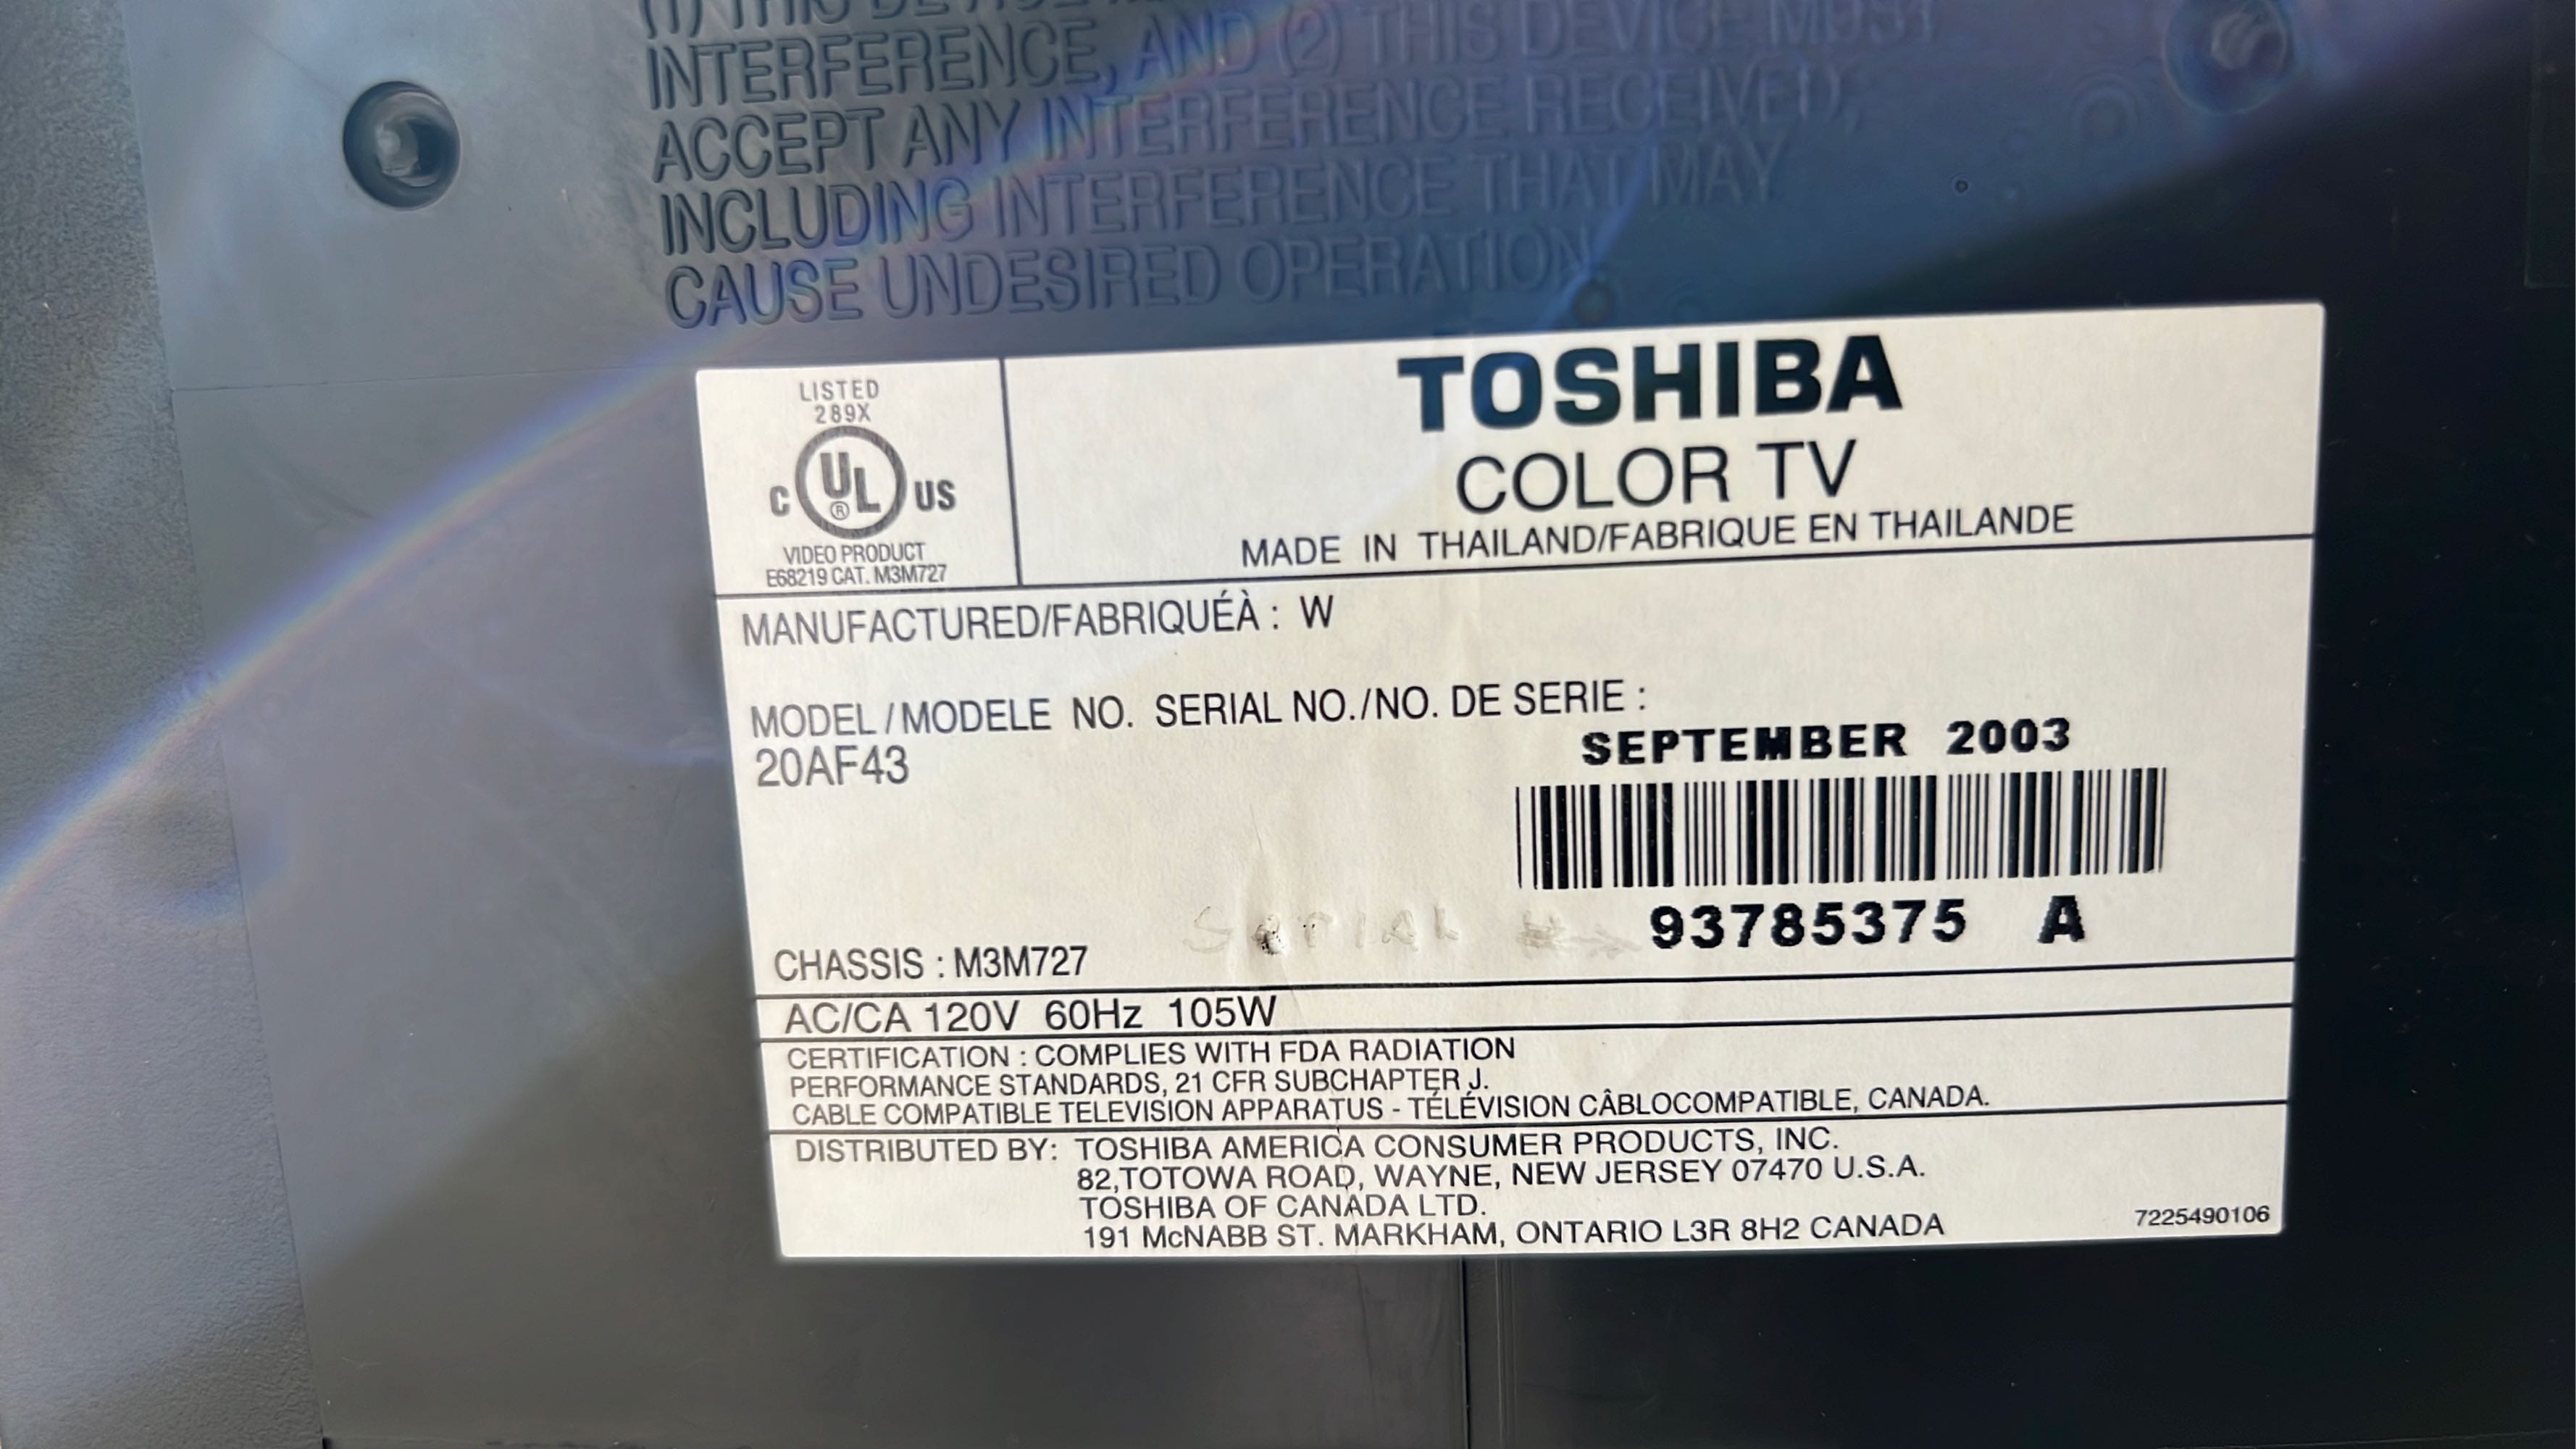 (1) THIS DEVICE
INTERFERENCE, AND (2) THIS DEVICE MUST
ACCEPT ANY INTERFERENCE RECEIVED,
INCLUDING INTERFERENCE THAT MAY
CAUSE UNDESIRED OPERATION.
LISTED
289X
C UL ® US
VIDEO PRODUCT
E68219 CAT. M3M727
TOSHIBA
COLOR TV
MADE IN THAILAND/FABRIQUE EN THAILANDE
MANUFACTURED/FABRIQUÉÀ : W
MODEL/MODELE NO. SERIAL NO./NO. DE SERIE :
20AF43
SEPTEMBER 2003
SERIAL # →
93785375 A
CHASSIS : M3M727
AC/CA 120V 60Hz 105W
CERTIFICATION : COMPLIES WITH FDA RADIATION
PERFORMANCE STANDARDS, 21 CFR SUBCHAPTER J.
CABLE COMPATIBLE TELEVISION APPARATUS - TÉLÉVISION CÂBLOCOMPATIBLE, CANADA.
DISTRIBUTED BY: TOSHIBA AMERICA CONSUMER PRODUCTS, INC.
82,TOTOWA ROAD, WAYNE, NEW JERSEY 07470 U.S.A.
TOSHIBA OF CANADA LTD.
191 McNABB ST. MARKHAM, ONTARIO L3R 8H2 CANADA
7225490106